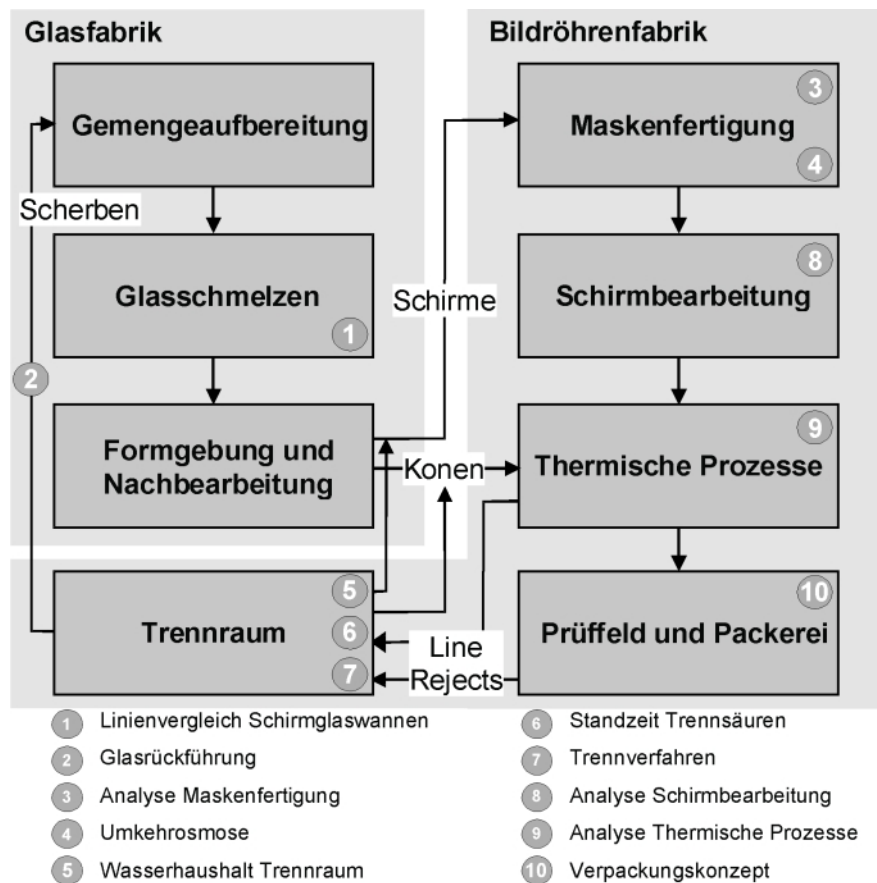 Glasfabrik
Bildröhrenfabrik
Gemengeaufbereitung
Scherben
Glasschmelzen
1
2
Formgebung und
Nachbearbeitung
Schirme
Konen
Maskenfertigung
3
4
Schirmbearbeitung
8
Thermische Prozesse
9
Trennraum
5
6
7
Line
Rejects
Prüffeld und Packerei
10
1 Linienvergleich Schirmglaswannen
2 Glasrückführung
3 Analyse Maskenfertigung
4 Umkehrosmose
5 Wasserhaushalt Trennraum
6 Standzeit Trennsäuren
7 Trennverfahren
8 Analyse Schirmbearbeitung
9 Analyse Thermische Prozesse
10 Verpackungskonzept